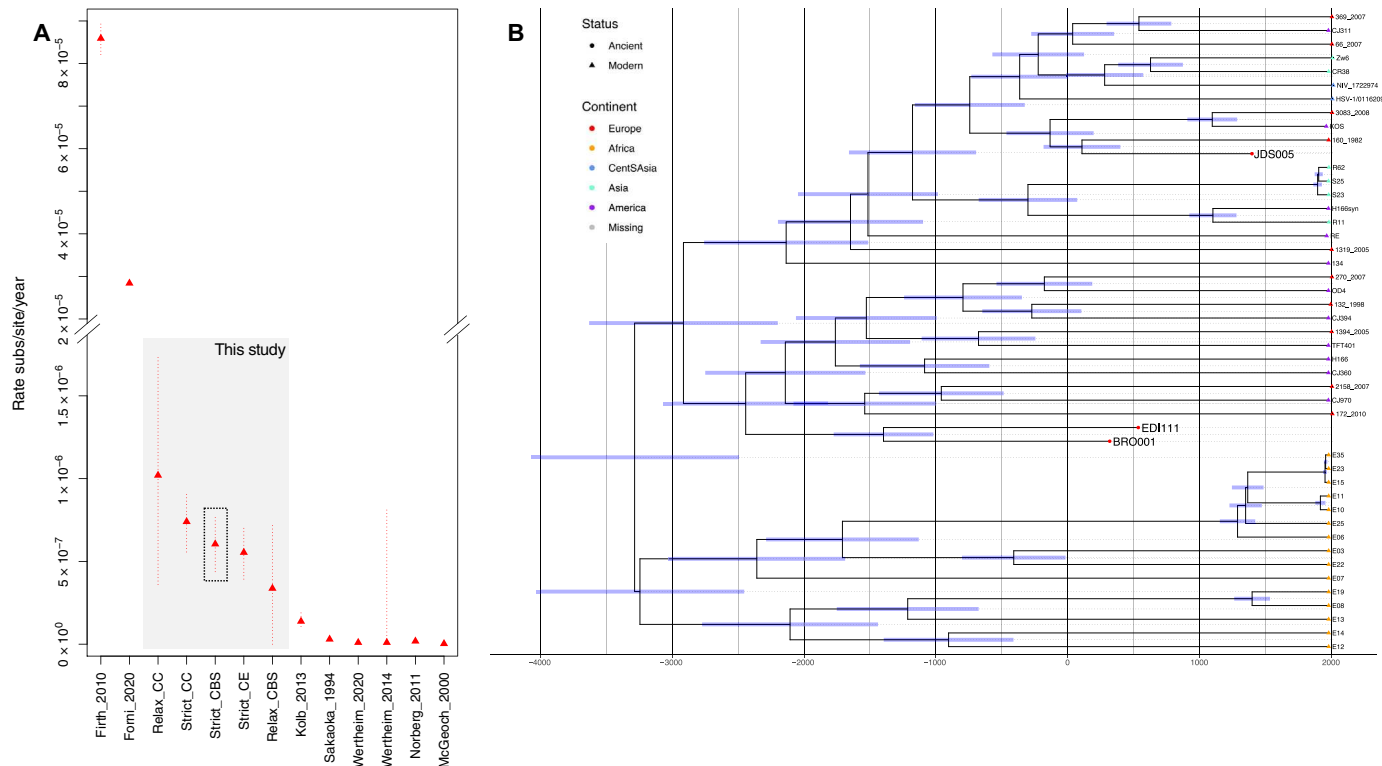 A
Rate subs/site/year
8 × 10⁻⁵
6 × 10⁻⁵
4 × 10⁻⁵
2 × 10⁻⁵
2
1.5 × 10⁻⁶
1 × 10⁻⁶
5 × 10⁻⁷
0 × 10⁰
This study
Firth_2010
Forni_2020
Relax_CC
Strict_CC
Strict_CBS
Strict_CE
Relax_CBS
Kolb_2013
Sakaoka_1994
Wertheim_2020
Wertheim_2014
Norberg_2011
McGeoch_2000
B
Status
Ancient
Modern
Continent
Europe
Africa
CentSAsia
Asia
America
Missing
369_2007
CJ311
66_2007
Zw6
CR38
NIV_1722974
HSV-1/0116209
3083_2008
KOS
160_1982
JDS005
R62
S25
S23
H166syn
R11
RE
1319_2005
134
270_2007
OD4
132_1998
CJ394
1394_2005
TFT401
H166
CJ360
2158_2007
CJ970
172_2010
EDI111
BRO001
E35
E23
E15
E11
E10
E25
E06
E03
E22
E07
E19
E08
E13
E14
E12
-4000 -3000 -2000 -1000 0 1000 2000